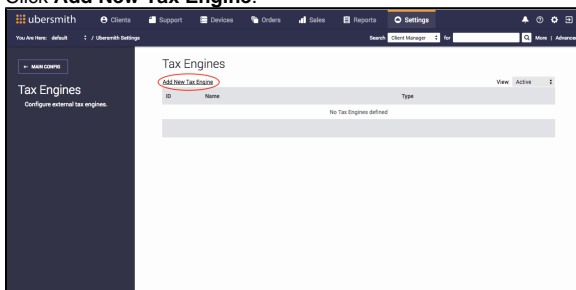 Click Add New Tax Engine.
ubersmith Clients Support Devices Orders Sales Reports Settings
You Are Here: default / Ubersmith Settings Search Client Manager for More | Advanced
← MAIN CONFIG
Tax Engines
Configure external tax engines.
Tax Engines
Add New Tax Engine View Active
ID Name Type
No Tax Engines defined